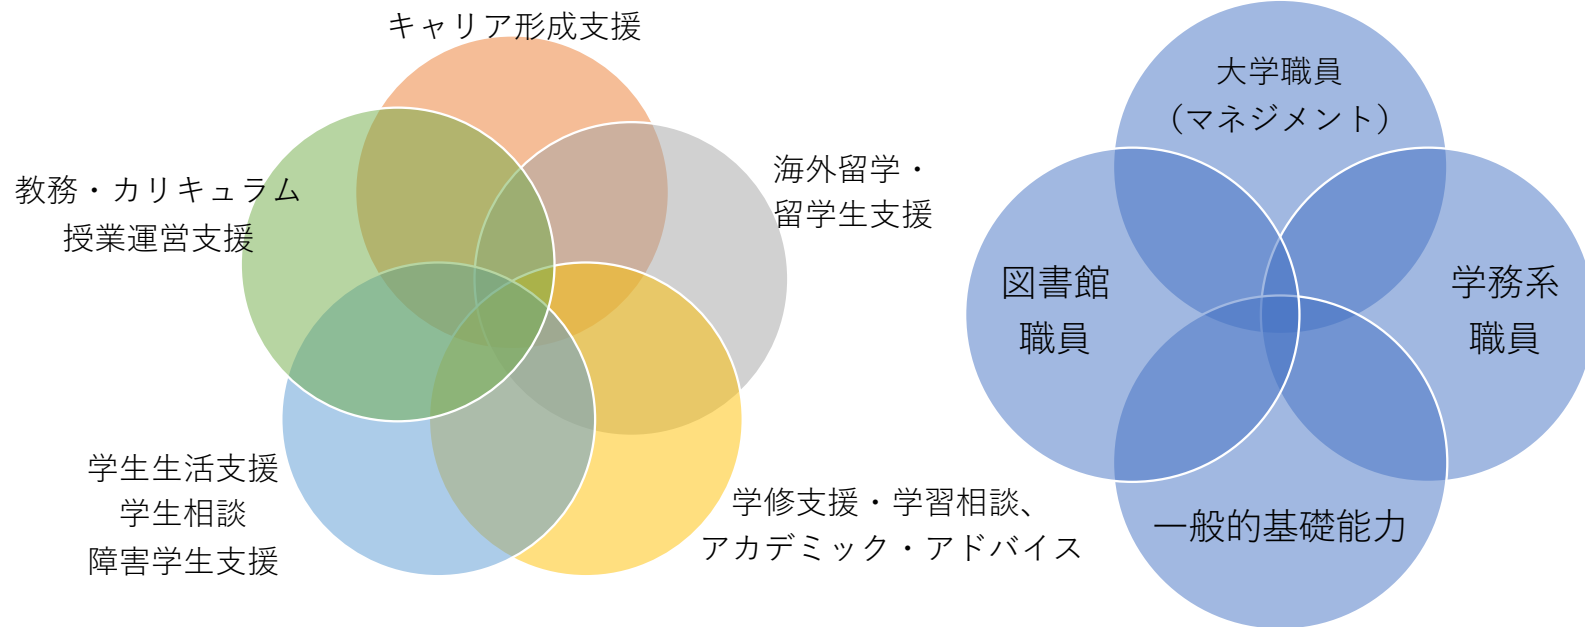 キャリア形成支援
海外留学・
留学生支援
教務・カリキュラム
授業運営支援
学生生活支援
学生相談
障害学生支援
学修支援・学習相談、
アカデミック・アドバイス
大学職員
（マネジメント）
図書館
職員
学務系
職員
一般的基礎能力